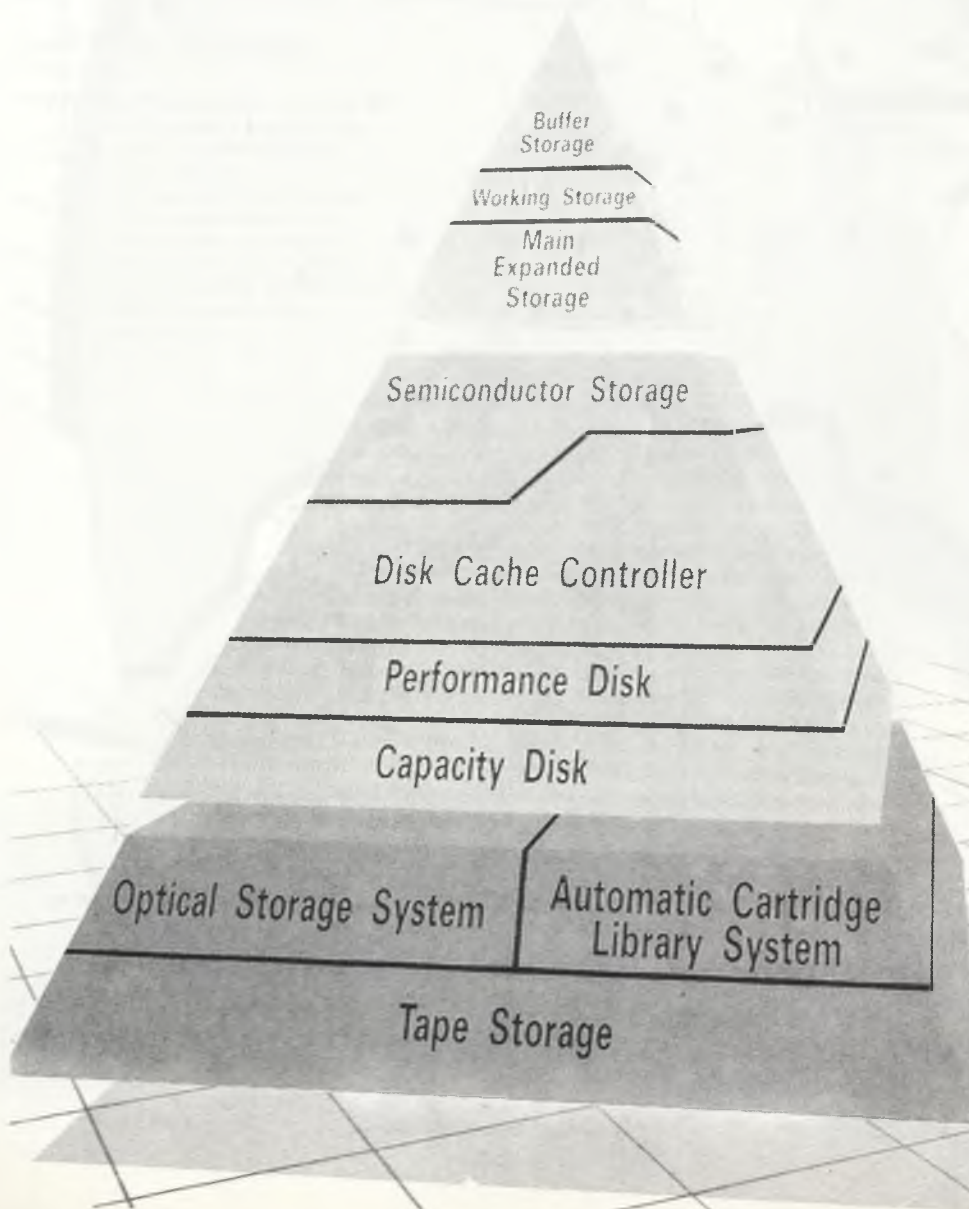 Buffer
Storage
Working Storage
Main
Expanded
Storage
Semiconductor Storage
Disk Cache Controller
Performance Disk
Capacity Disk
Optical Storage System
Automatic Cartridge
Library System
Tape Storage